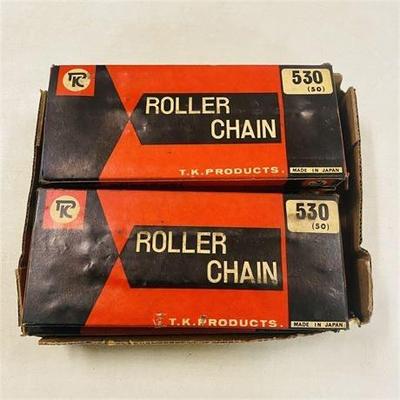 TK
530
(50)
ROLLER
CHAIN
T.K.PRODUCTS.
MADE IN JAPAN
TK
530
(50)
ROLLER
CHAIN
T.K.PRODUCTS.
MADE IN JAPAN